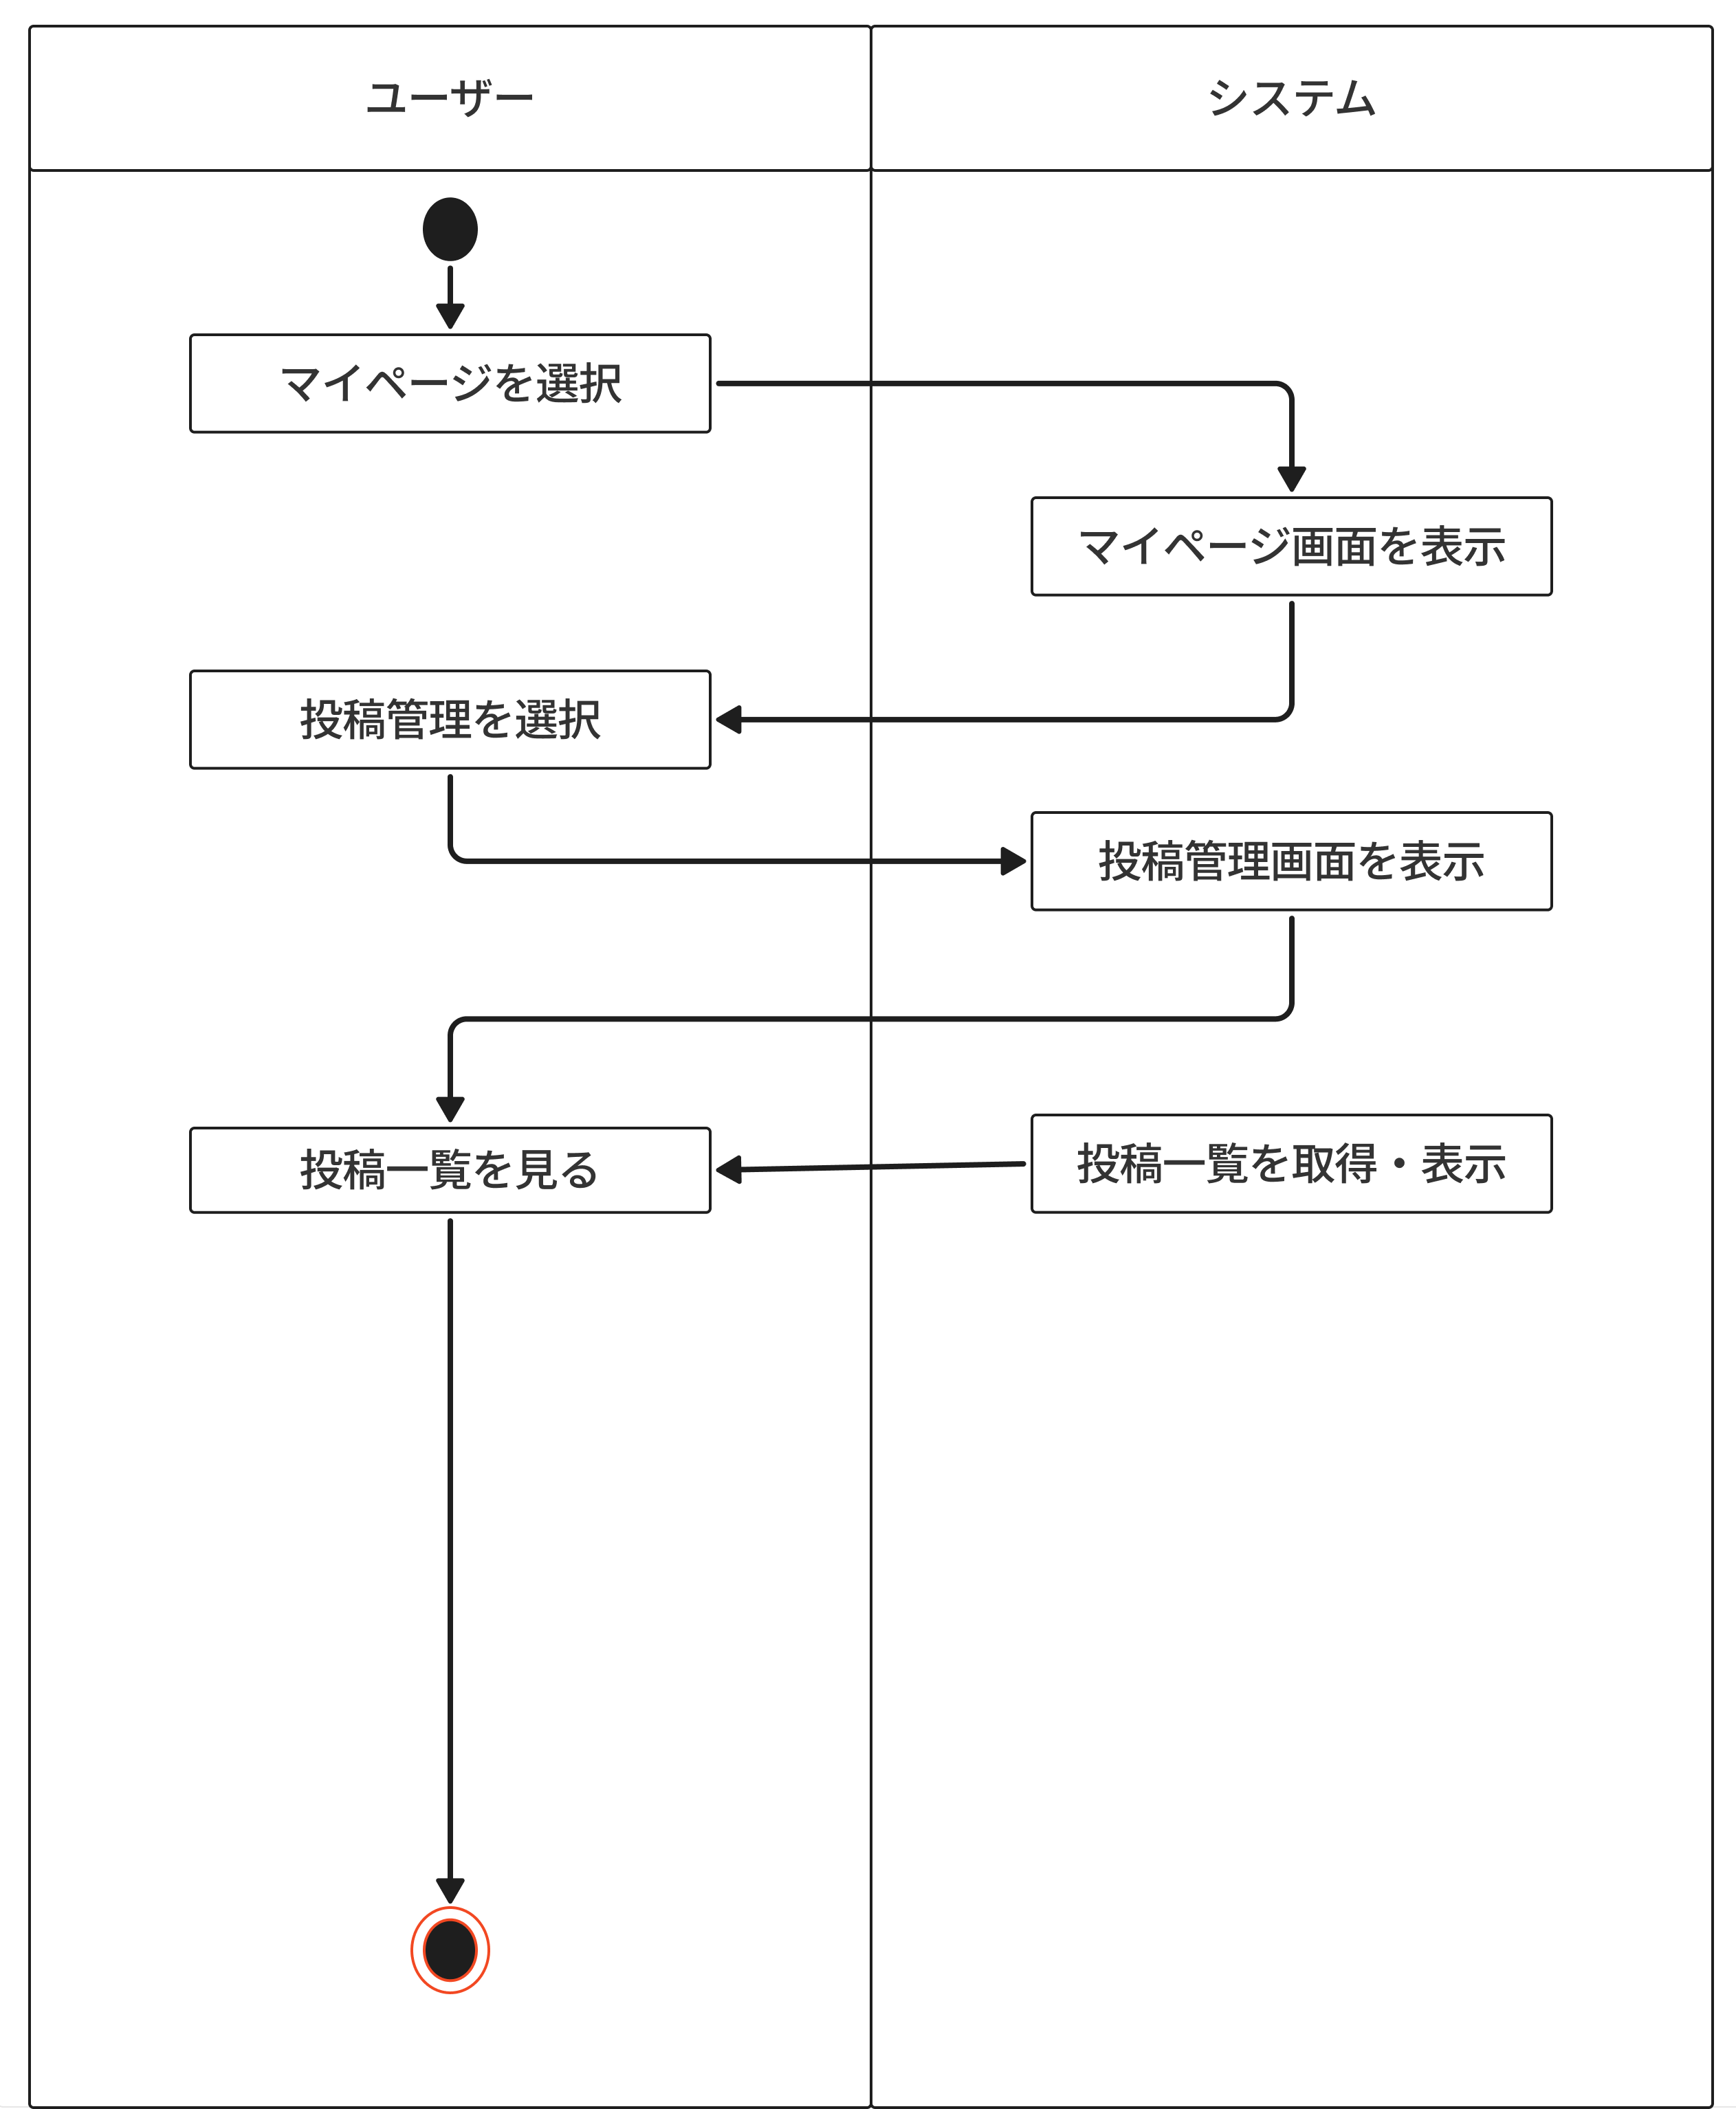 ユーザー
システム
マイページを選択
マイページ画面を表示
投稿管理を選択
投稿管理画面を表示
投稿一覧を見る
投稿一覧を取得・表示